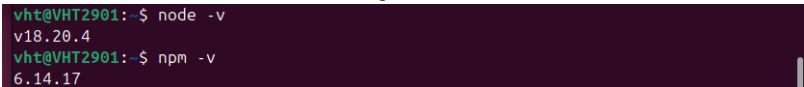 vht@VHT2901:~$ node -v
v18.20.4
vht@VHT2901:~$ npm -v
6.14.17